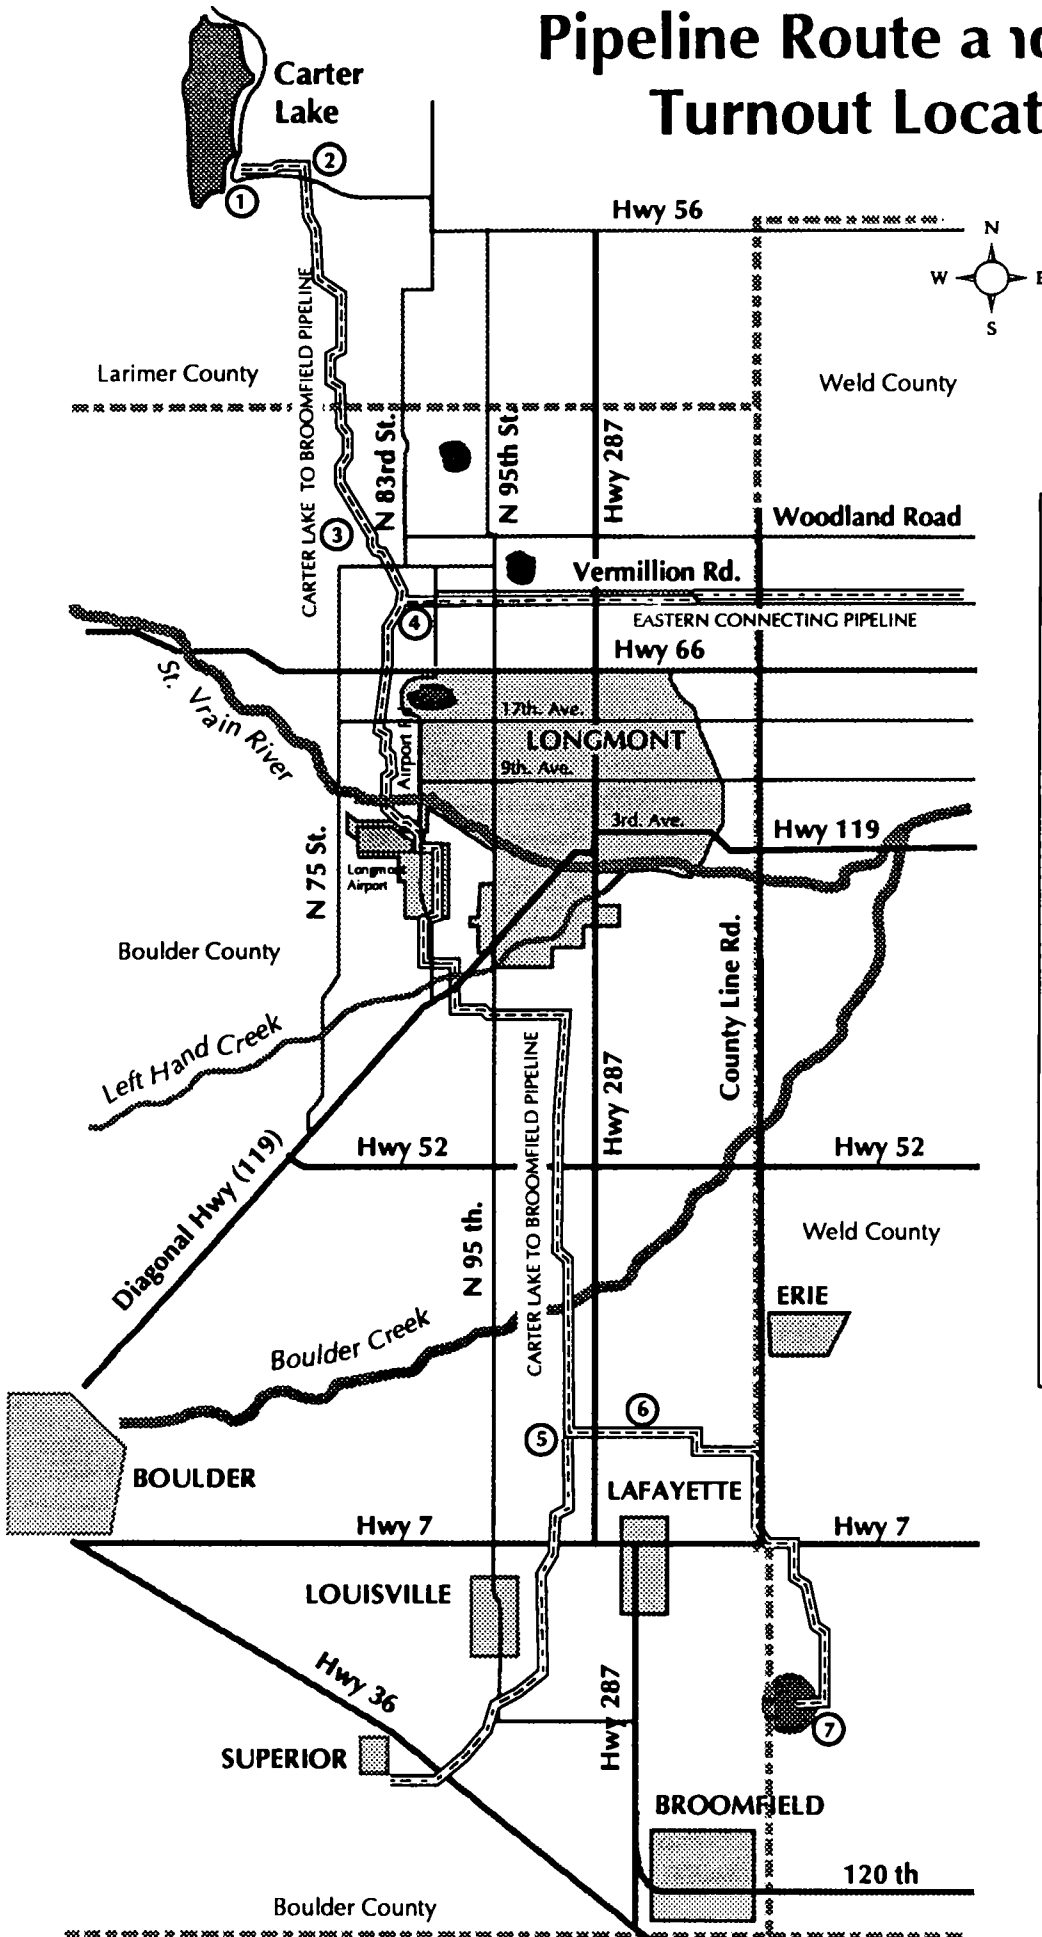 Pipeline Route a
Turnout Locat
Carter
Lake
2
1
Hwy 56
N
W
S
CARTER LAKE TO BROOMFIELD PIPELINE
Larimer County
Weld County
N 83rd St.
N 95th St.
Hwy 287
Woodland Road
3
Vermillion Rd.
4
EASTERN CONNECTING PIPELINE
Hwy 66
St. Vrain River
17th. Ave.
LONGMONT
Airport
9th. Ave.
3rd. Ave.
Hwy 119
N 75 St.
Longmont
Airport
Boulder County
County Line Rd.
Left Hand Creek
CARTER LAKE TO BROOMFIELD PIPELINE
Hwy 287
Diagonal Hwy (119)
Hwy 52
Hwy 52
N 95 th.
Weld County
ERIE
Boulder Creek
6
5
BOULDER
LAFAYETTE
Hwy 7
Hwy 7
LOUISVILLE
Hwy 36
Hwy 287
7
SUPERIOR
BROOMFIELD
120 th
Boulder County